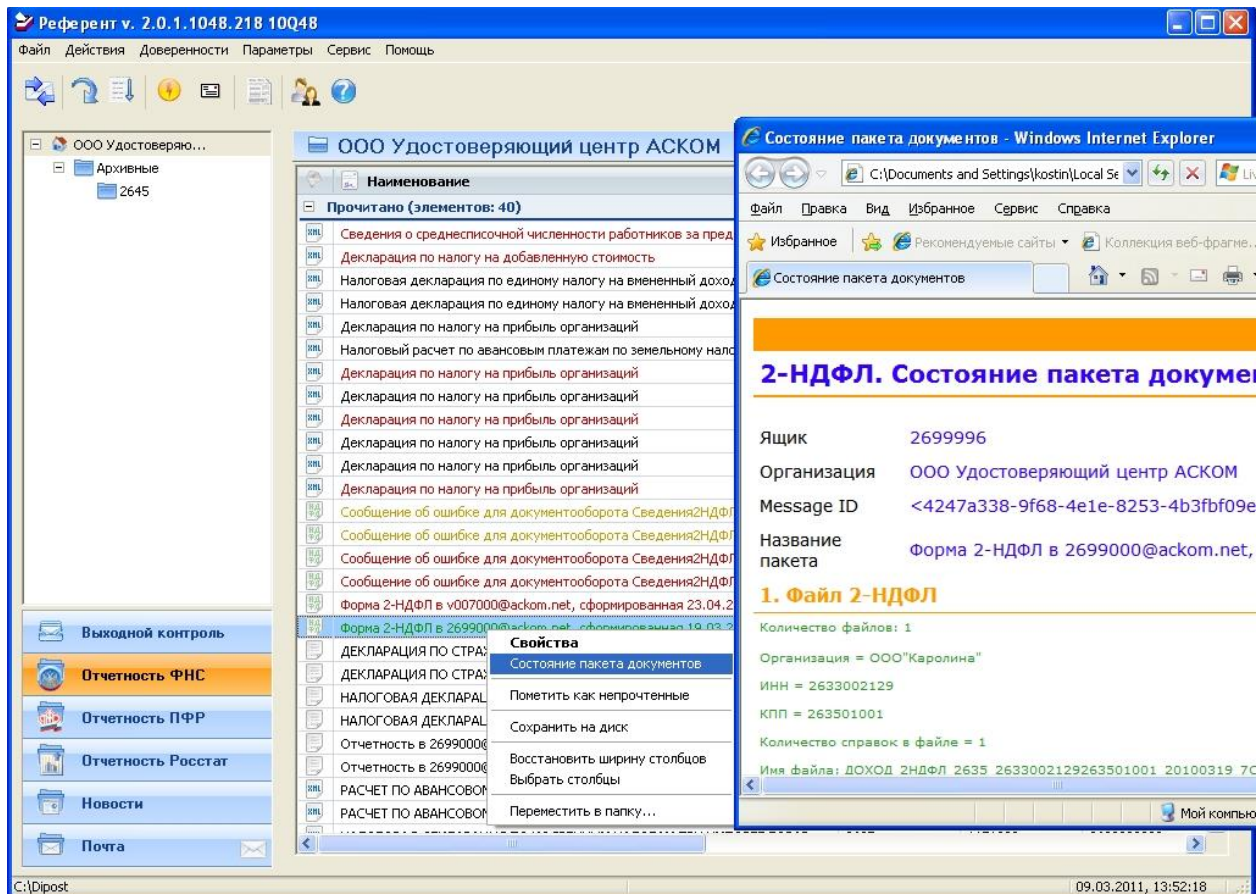 Референт v. 2.0.1.1048.218 10Q48
Файл Действия Доверенности Параметры Сервис Помощь
ООО Удостоверяю...
Архивные
2645
Выходной контроль
Отчетность ФНС
Отчетность ПФР
Отчетность Росстат
Новости
Почта
ООО Удостоверяющий центр АСКОМ
Наименование
Прочитано (элементов: 40)
Сведения о среднесписочной численности работников за пред
Декларация по налогу на добавленную стоимость
Налоговая декларация по единому налогу на вмененный доход
Налоговая декларация по единому налогу на вмененный доход
Декларация по налогу на прибыль организаций
Налоговый расчет по авансовым платежам по земельному нало
Декларация по налогу на прибыль организаций
Декларация по налогу на прибыль организаций
Декларация по налогу на прибыль организаций
Декларация по налогу на прибыль организаций
Декларация по налогу на прибыль организаций
Декларация по налогу на прибыль организаций
Сообщение об ошибке для документооборота Сведения2НДФЛ
Сообщение об ошибке для документооборота Сведения2НДФЛ
Сообщение об ошибке для документооборота Сведения2НДФЛ
Сообщение об ошибке для документооборота Сведения2НДФЛ
Форма 2-НДФЛ в v007000@ackom.net, сформированная 23.04.2
Форма 2-НДФЛ в 2699000@ackom.net, сформированная 19.03.2
ДЕКЛАРАЦИЯ ПО СТРАХ
ДЕКЛАРАЦИЯ ПО СТРАХ
НАЛОГОВАЯ ДЕКЛАРАЦ
НАЛОГОВАЯ ДЕКЛАРАЦ
Отчетность в 2699000@
Отчетность в 2699000@
РАСЧЕТ ПО АВАНСОВОМ
РАСЧЕТ ПО АВАНСОВОМ
Свойства
Состояние пакета документов
Пометить как непрочтенные
Сохранить на диск
Восстановить ширину столбцов
Выбрать столбцы
Переместить в папку...
Состояние пакета документов - Windows Internet Explorer
C:\Documents and Settings\kostin\Local Se
Файл Правка Вид Избранное Сервис Справка
Избранное Рекомендуемые сайты Коллекция веб-фрагме...
Состояние пакета документов
2-НДФЛ. Состояние пакета докумен
Ящик 2699996
Организация ООО Удостоверяющий центр АСКОМ
Message ID <4247a338-9f68-4e1e-8253-4b3fbf09e
Название пакета Форма 2-НДФЛ в 2699000@ackom.net,
1. Файл 2-НДФЛ
Количество файлов: 1
Организация = ООО"Каролина"
ИНН = 2633002129
КПП = 263501001
Количество справок в файле = 1
Имя файла: ДОХОД_2НДФЛ_2635_2633002129263501001_20100319_7C
Мой компью
C:\Dipost
09.03.2011, 13:52:18